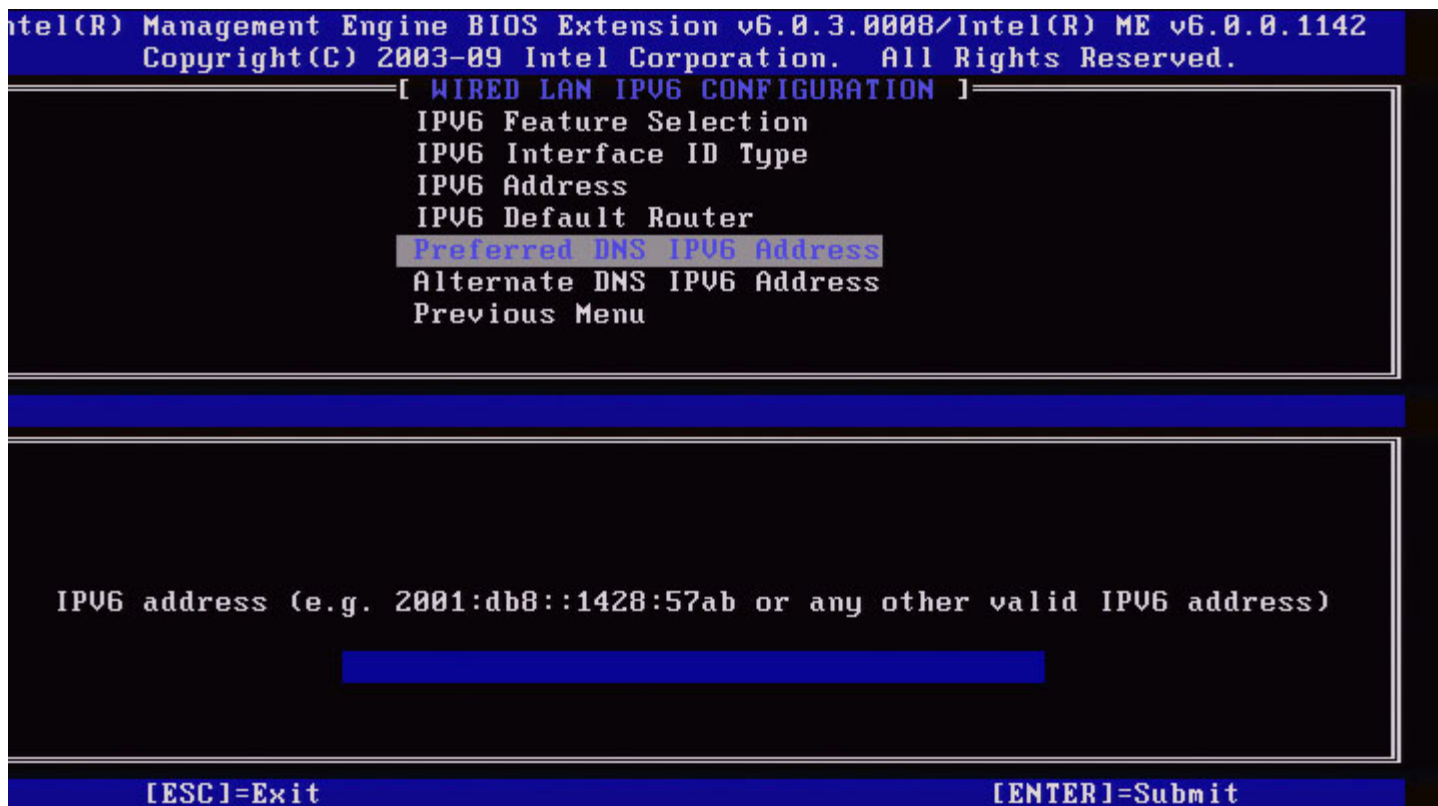 ntel(R) Management Engine BIOS Extension v6.0.3.0008/Intel(R) ME v6.0.0.1142
Copyright(C) 2003-09 Intel Corporation. All Rights Reserved.
[ WIRED LAN IPV6 CONFIGURATION ]
IPV6 Feature Selection
IPV6 Interface ID Type
IPV6 Address
IPV6 Default Router
Preferred DNS IPV6 Address
Alternate DNS IPV6 Address
Previous Menu
IPV6 address (e.g. 2001:db8::1428:57ab or any other valid IPV6 address)
[ESC]=Exit [ENTER]=Submit